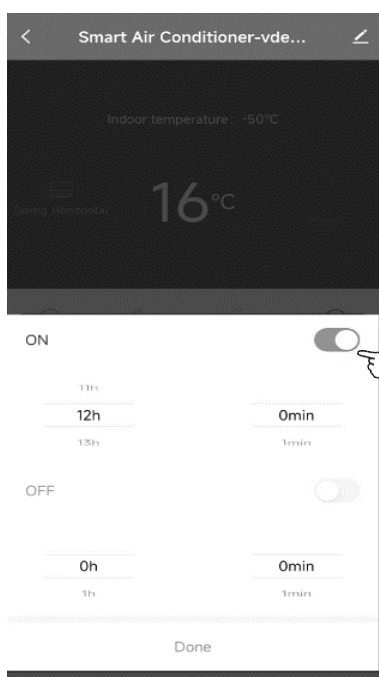 Smart Air Conditioner-vde...
Indoor temperature: -50°C
Swing Horizontal
16°C
ON
11h
12h 0min
13h 1min
OFF
0h 0min
1h 1min
Done